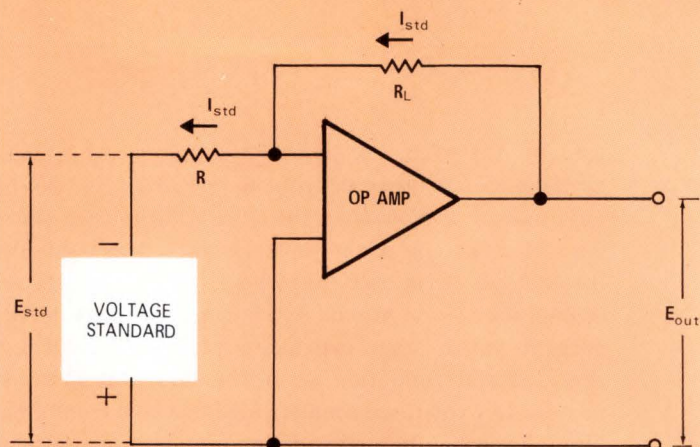 I std
R L
I std
R
OP AMP
−
E std
VOLTAGE
STANDARD
E out
+